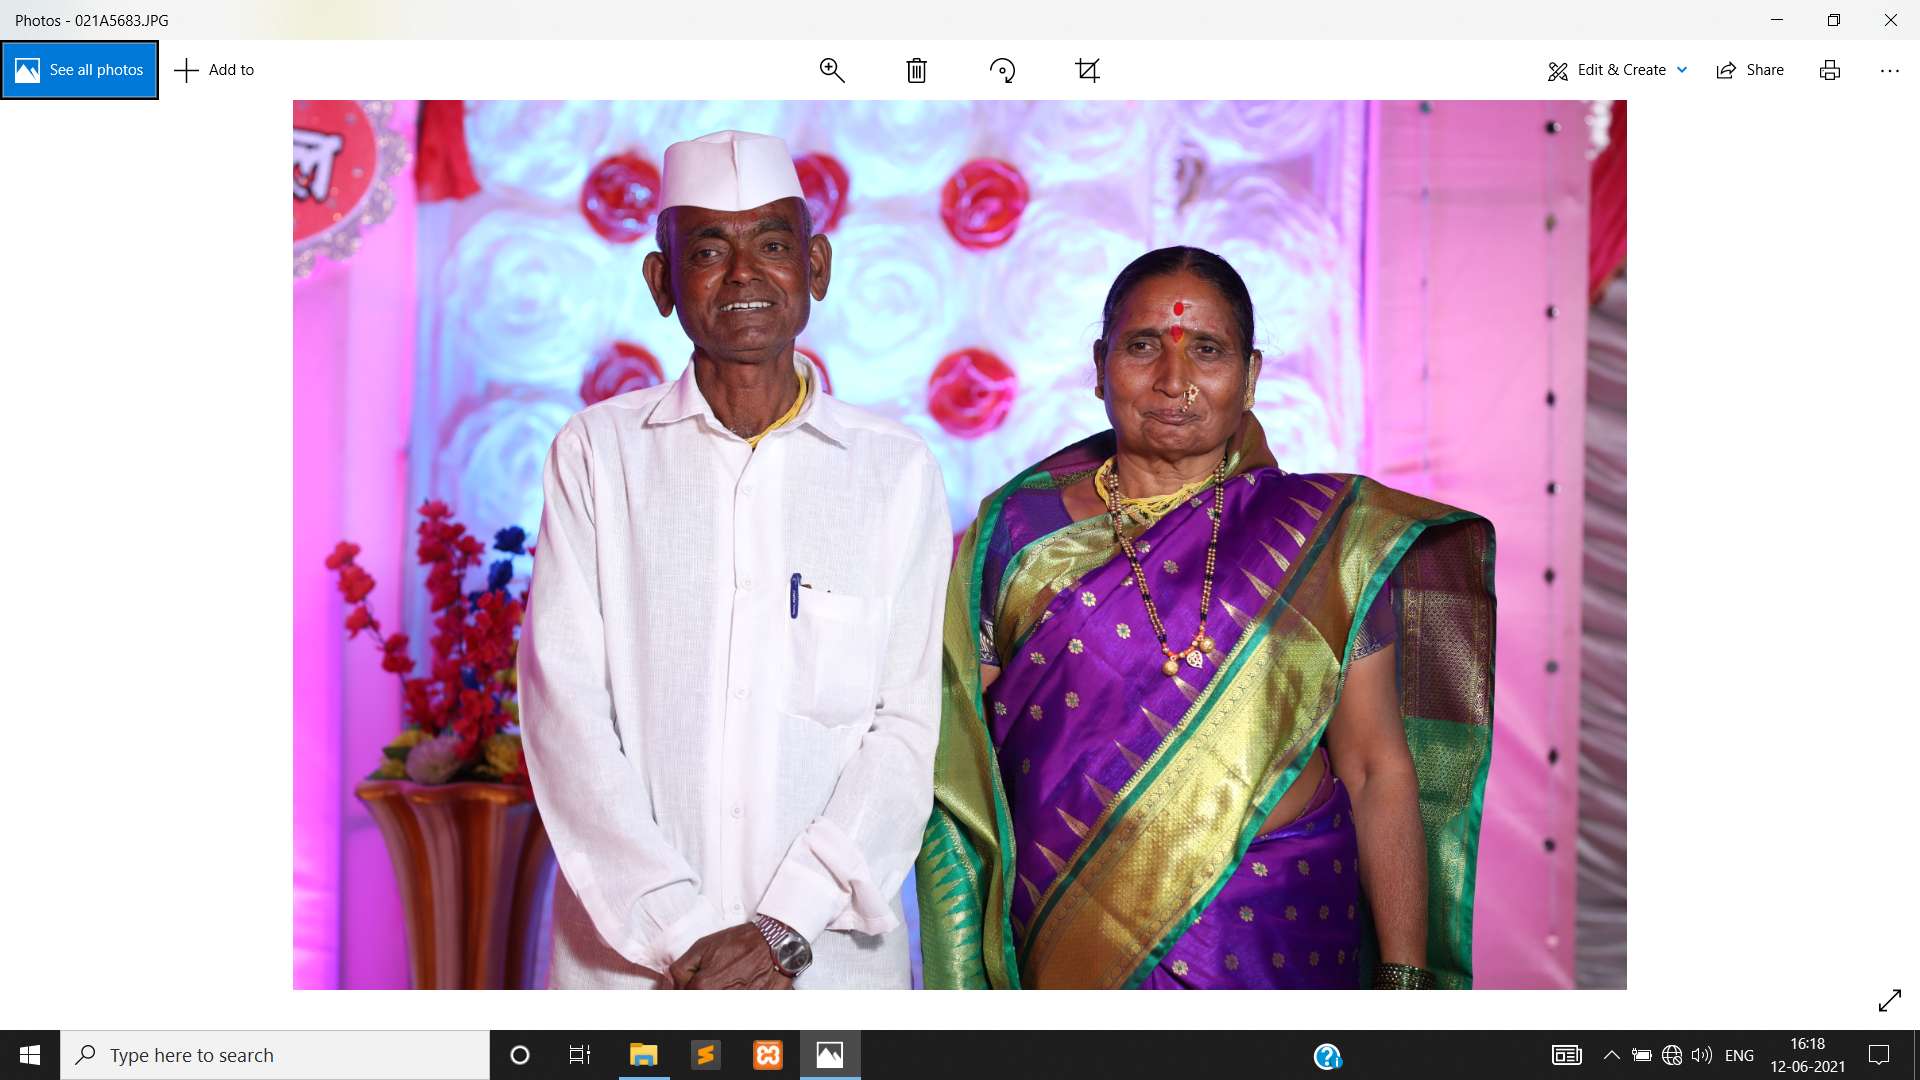 Photos - 021A5683.JPG
See all photos
Add to
Edit & Create
Share
Type here to search
ENG
16:18
12-06-2021